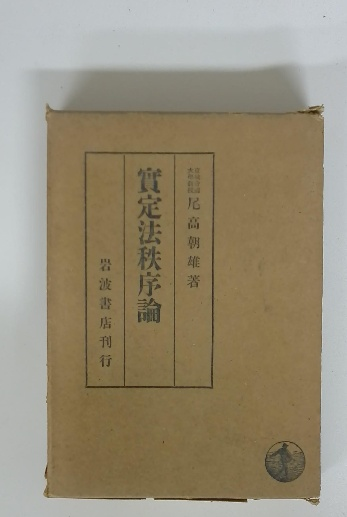 尾高朝雄著
實定法秩序論
岩波書店刊行